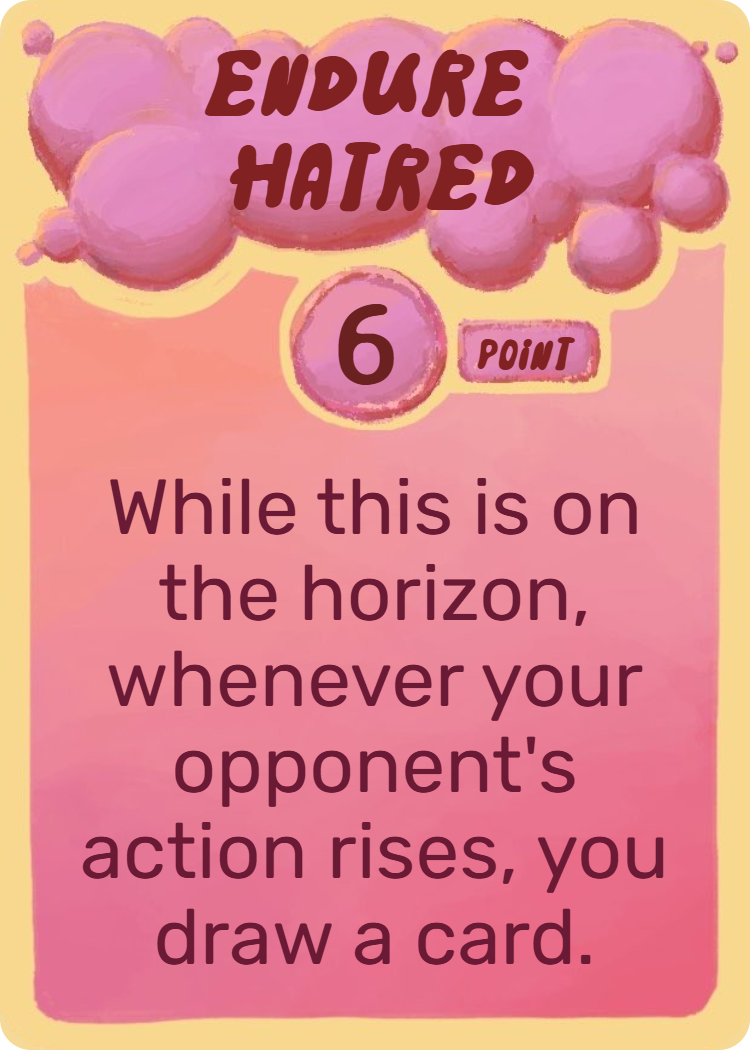 ENDURE
HATRED
6
POINT
While this is on
the horizon,
whenever your
opponent's
action rises, you
draw a card.